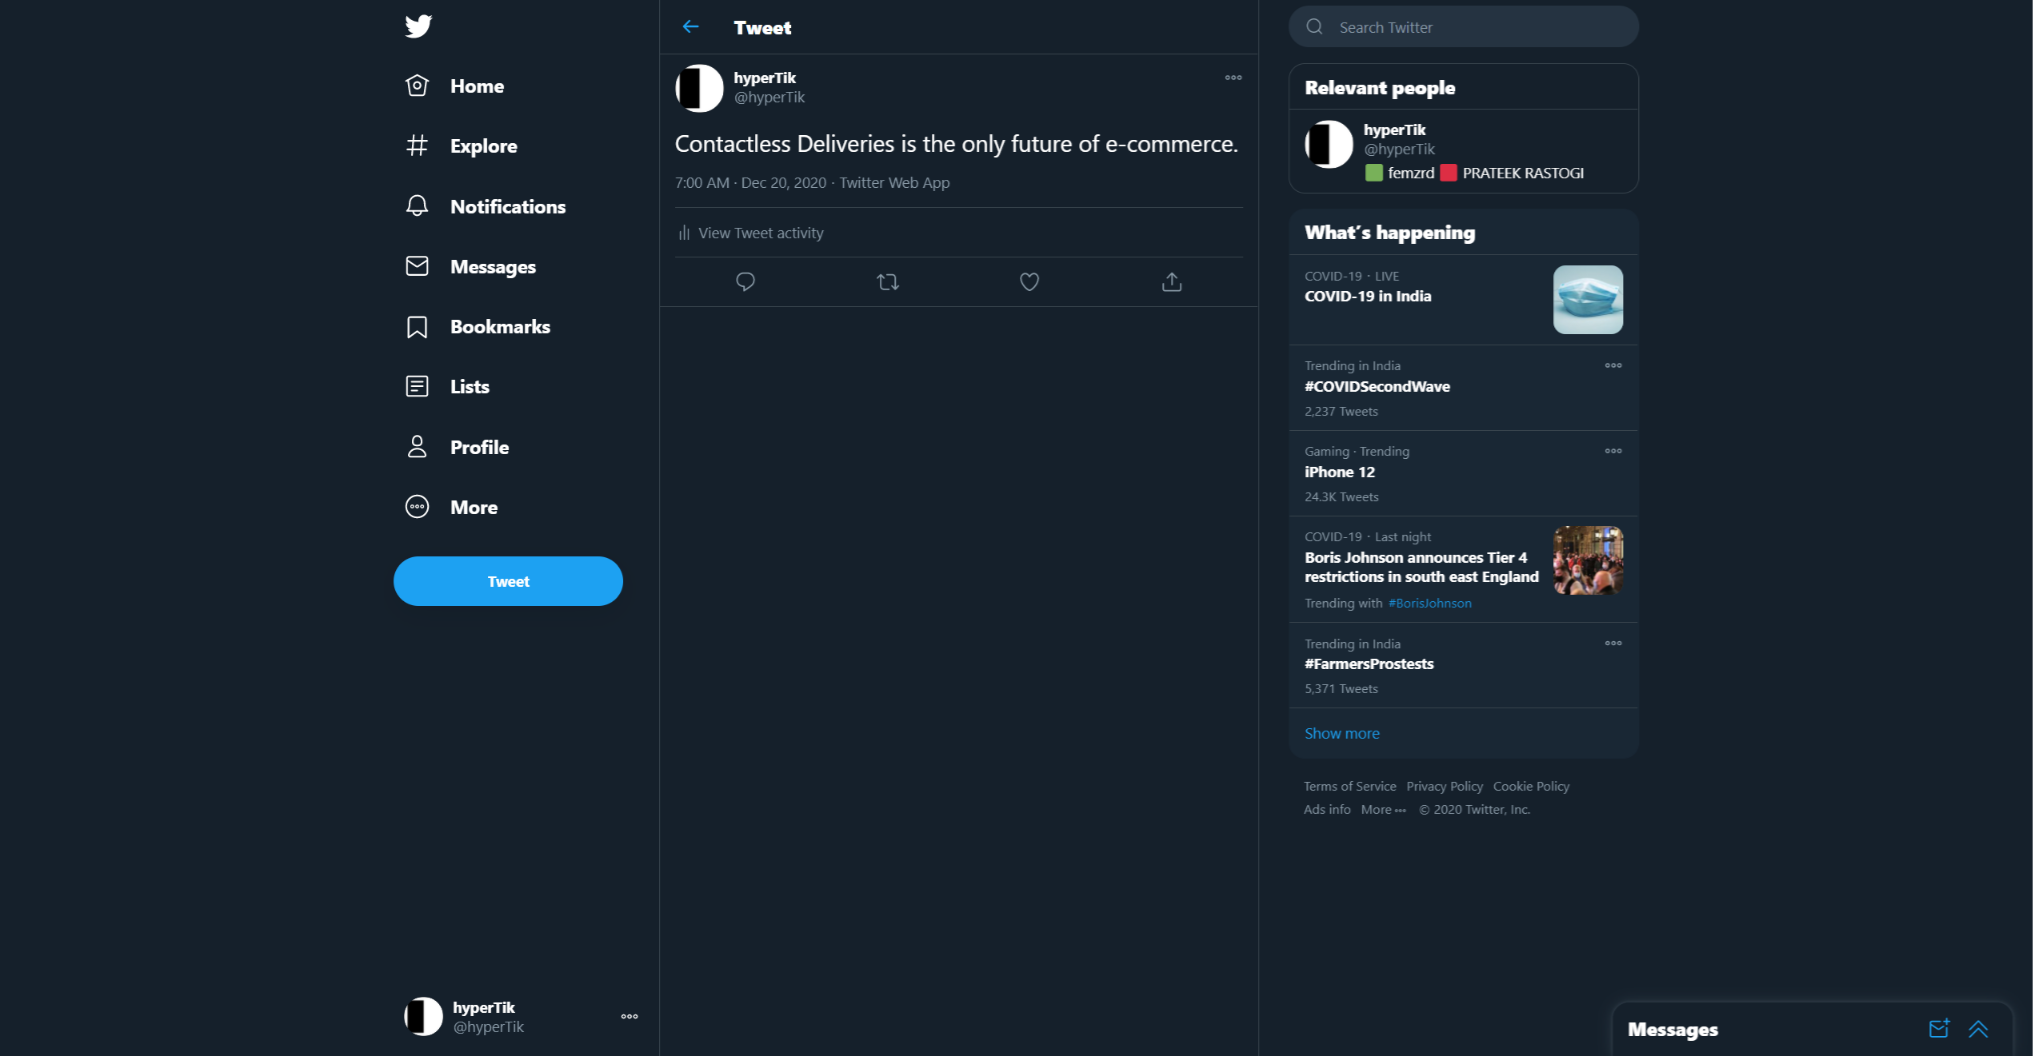 Home
Explore
Notifications
Messages
Bookmarks
Lists
Profile
More
Tweet
hyperTik
@hyperTik
Tweet
hyperTik
@hyperTik
Contactless Deliveries is the only future of e-commerce.
7:00 AM · Dec 20, 2020 · Twitter Web App
View Tweet activity
Search Twitter
Relevant people
hyperTik
@hyperTik
femzrd PRATEEK RASTOGI
What's happening
COVID-19 · LIVE
COVID-19 in India
Trending in India
#COVIDSecondWave
2,237 Tweets
Gaming · Trending
iPhone 12
24.3K Tweets
COVID-19 · Last night
Boris Johnson announces Tier 4
restrictions in south east England
Trending with #BorisJohnson
Trending in India
#FarmersProstests
5,371 Tweets
Show more
Terms of Service Privacy Policy Cookie Policy
Ads info More ··· © 2020 Twitter, Inc.
Messages